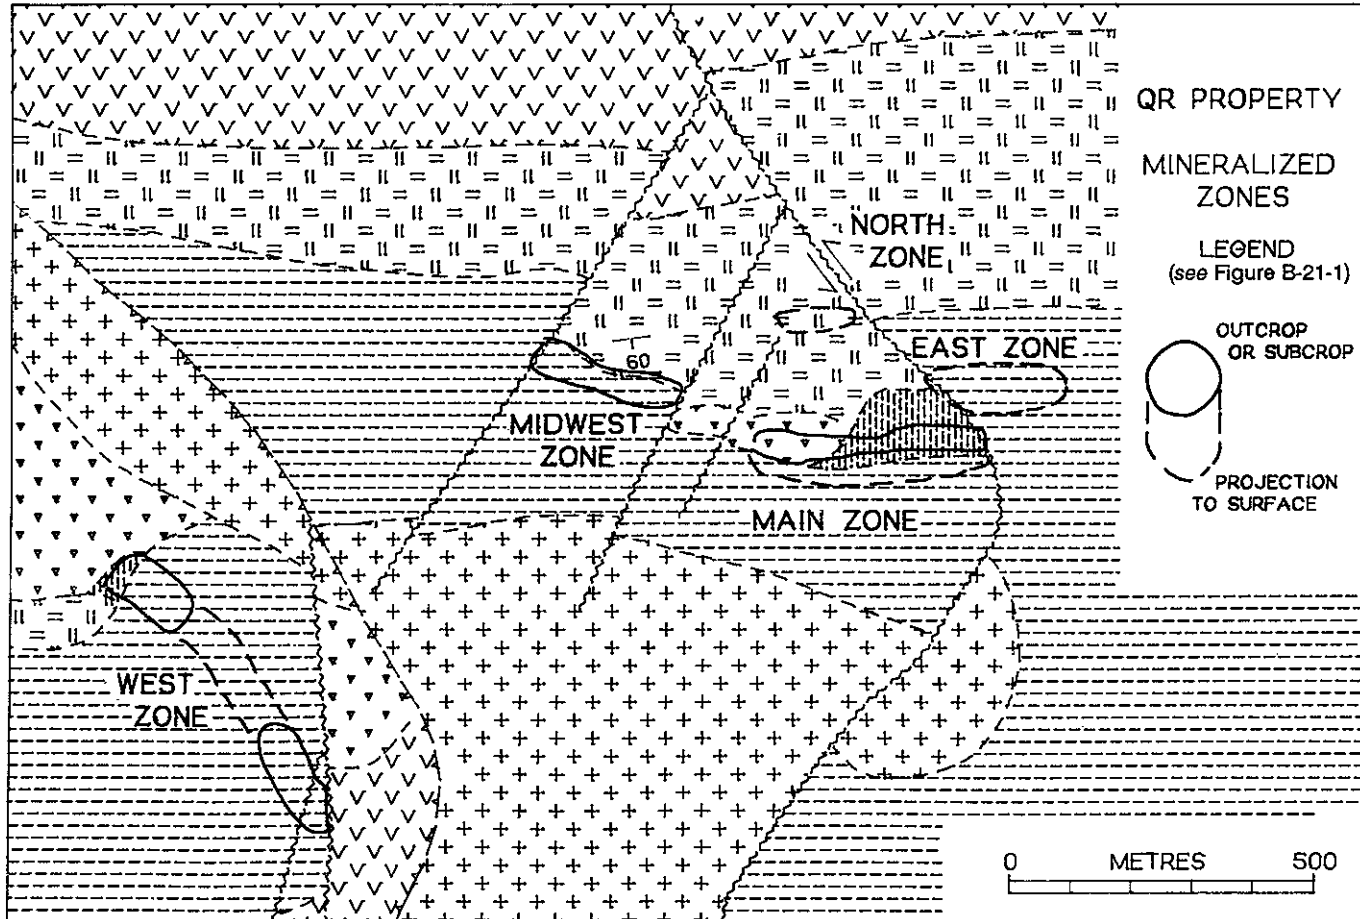 QR PROPERTY
MINERALIZED
ZONES
LEGEND
(see Figure B-21-1)
OUTCROP
OR SUBCROP
PROJECTION
TO SURFACE
NORTH
ZONE
EAST ZONE
60
MIDWEST
ZONE
MAIN ZONE
WEST
ZONE
0 METRES 500